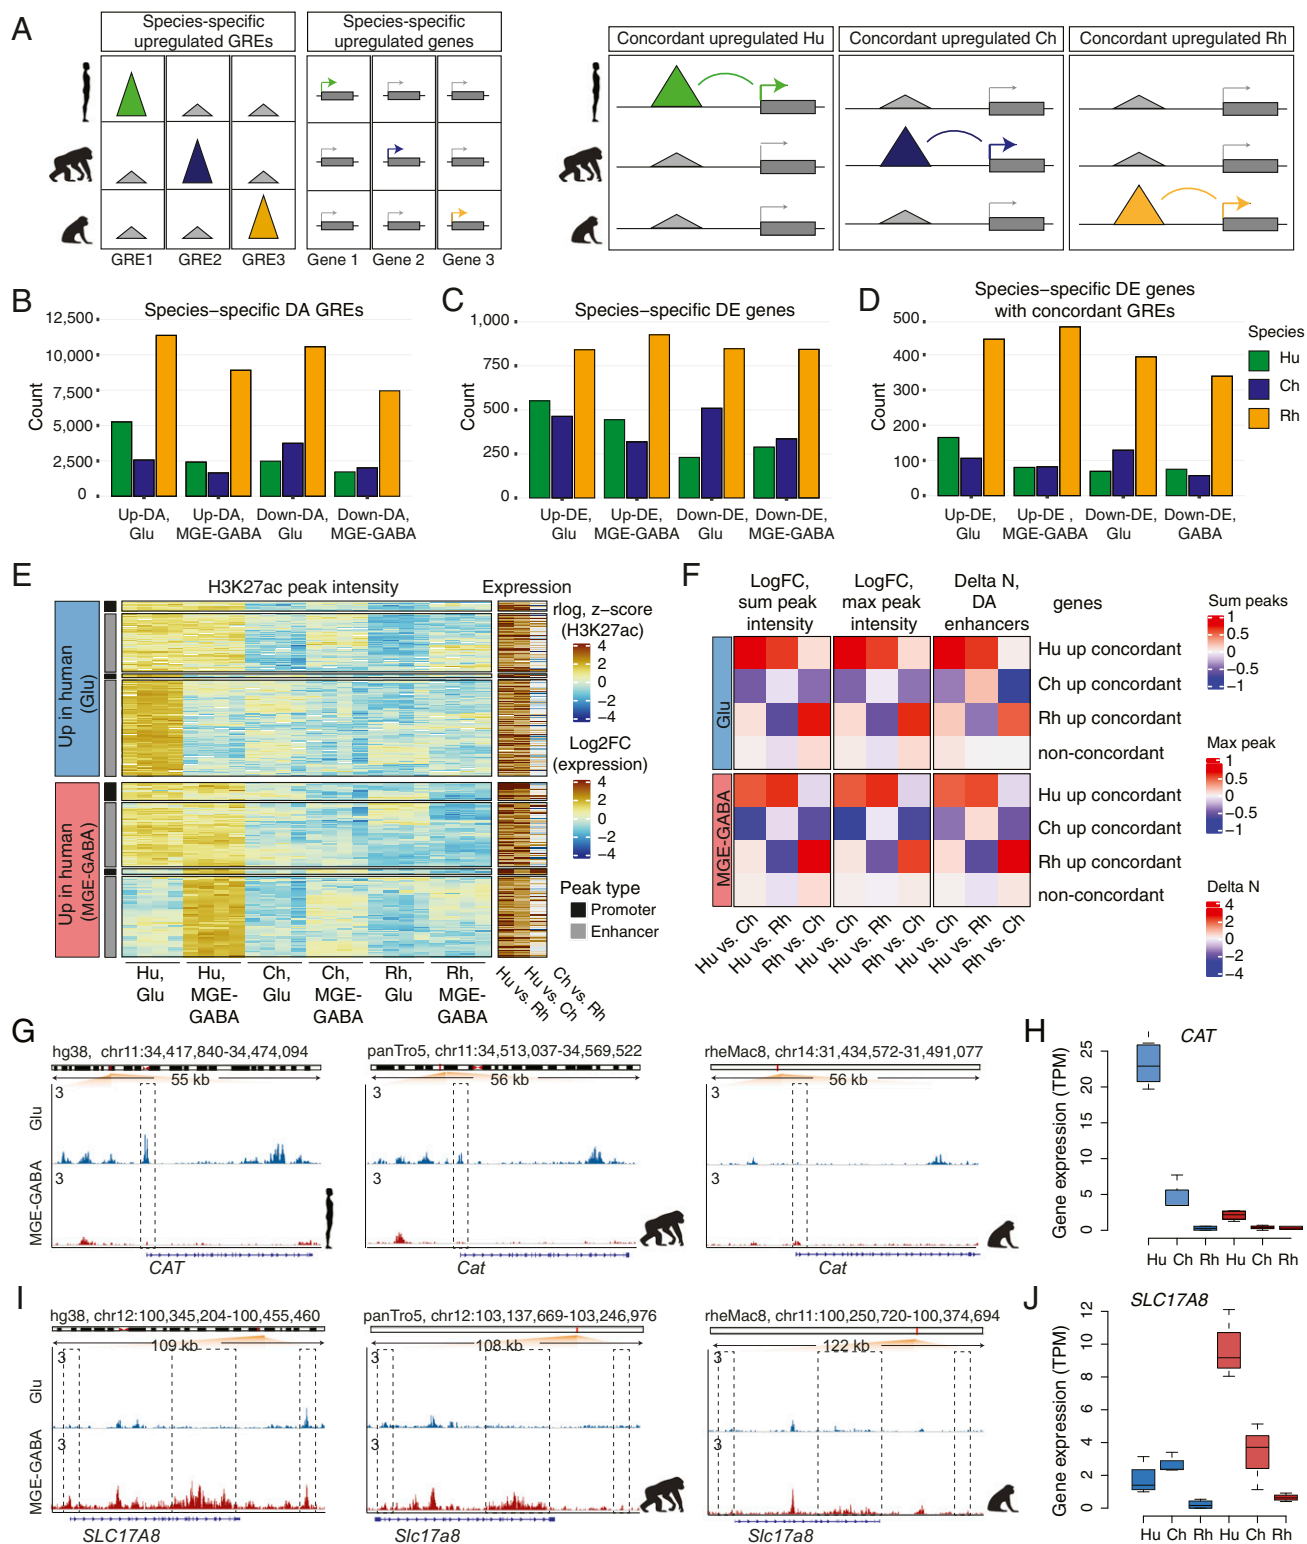 A
Species-specific
upregulated GREs
Species-specific
upregulated genes
Concordant upregulated Hu
Concordant upregulated Ch
Concordant upregulated Rh
GRE1
GRE2
GRE3
Gene 1
Gene 2
Gene 3
B
Species−specific DA GREs
12,500
10,000
7,500
5,000
2,500
0
Count
Up-DA,
Glu
Up-DA,
MGE-GABA
Down-DA,
Glu
Down-DA,
MGE-GABA
C
Species−specific DE genes
1,000
750
500
250
0
Count
Up-DE,
Glu
Up-DE,
MGE-GABA
Down-DE,
Glu
Down-DE,
MGE-GABA
D
Species−specific DE genes
with concordant GREs
500
400
300
200
100
0
Count
Up-DE,
Glu
Up-DE ,
MGE-GABA
Down-DE,
Glu
Down-DE,
GABA
Species
Hu
Ch
Rh
E
H3K27ac peak intensity
Expression
Up in human
(Glu)
Up in human
(MGE-GABA)
rlog, z-score
(H3K27ac)
4
2
0
−2
−4
Log2FC
(expression)
4
2
0
−2
−4
Peak type
Promoter
Enhancer
Hu,
Glu
Hu,
MGE-
GABA
Ch,
Glu
Ch,
MGE-
GABA
Rh,
Glu
Rh,
MGE-
GABA
Hu vs. Rh
Hu vs. Ch
Ch vs. Rh
F
LogFC,
sum peak
intensity
LogFC,
max peak
intensity
Delta N,
DA
enhancers
genes
Glu
Hu up concordant
Ch up concordant
Rh up concordant
non-concordant
MGE-GABA
Hu up concordant
Ch up concordant
Rh up concordant
non-concordant
Hu vs. Ch
Hu vs. Rh
Rh vs. Ch
Hu vs. Ch
Hu vs. Rh
Rh vs. Ch
Hu vs. Ch
Hu vs. Rh
Rh vs. Ch
Sum peaks
1
0.5
0
−0.5
−1
Max peak
1
0.5
0
−0.5
−1
Delta N
4
2
0
−2
−4
G
hg38, chr11:34,417,840-34,474,094
55 kb
3
Glu
3
MGE-GABA
CAT
panTro5, chr11:34,513,037-34,569,522
56 kb
3
3
Cat
rheMac8, chr14:31,434,572-31,491,077
56 kb
3
3
Cat
H
CAT
Gene expression (TPM)
25
20
15
10
5
0
Hu Ch Rh Hu Ch Rh
I
hg38, chr12:100,345,204-100,455,460
109 kb
3
Glu
3
MGE-GABA
SLC17A8
panTro5, chr12:103,137,669-103,246,976
108 kb
3
3
Slc17a8
rheMac8, chr11:100,250,720-100,374,694
122 kb
3
3
Slc17a8
J
SLC17A8
Gene expression (TPM)
12
10
8
6
4
2
0
Hu Ch Rh Hu Ch Rh